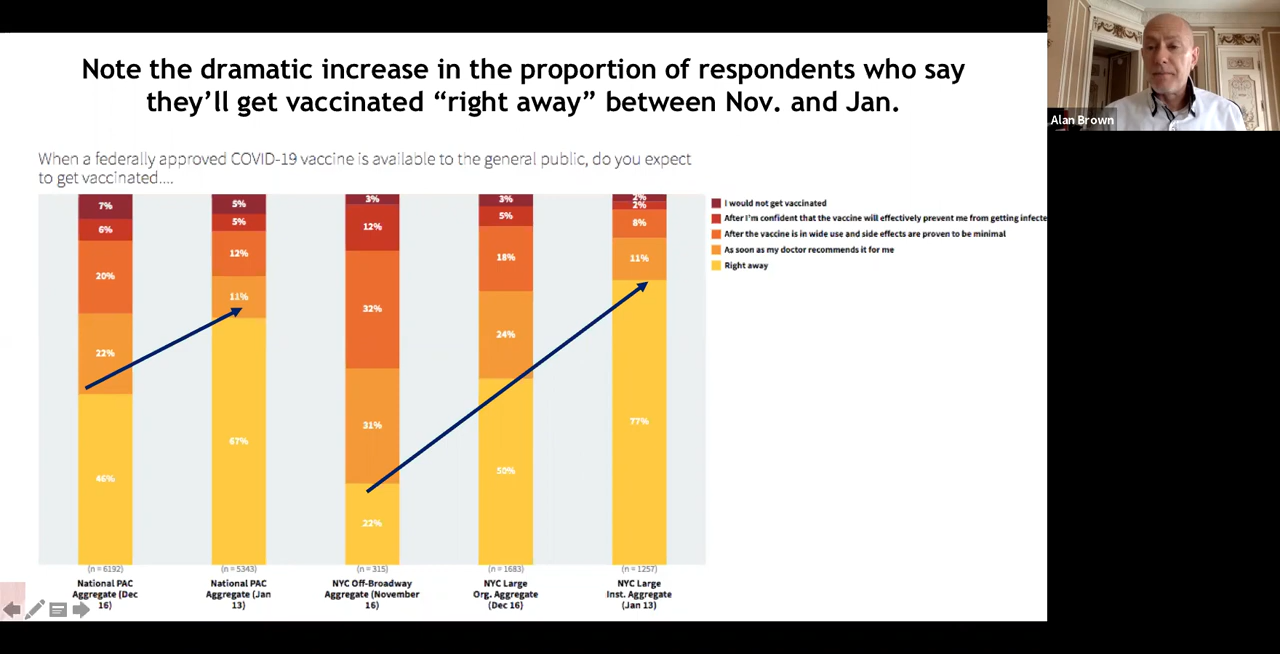 Note the dramatic increase in the proportion of respondents who say
they'll get vaccinated "right away" between Nov. and Jan.
Alan Brown
When a federally approved COVID-19 vaccine is available to the general public, do you expect
to get vaccinated....
I would not get vaccinated
After I'm confident that the vaccine will effectively prevent me from getting infecte
After the vaccine is in wide use and side effects are proven to be minimal
As soon as my doctor recommends it for me
Right away
7%
6%
20%
22%
46%
5%
5%
12%
11%
67%
3%
12%
32%
31%
22%
3%
5%
18%
24%
50%
2%
2%
8%
11%
77%
(n = 6192)
National PAC
Aggregate (Dec
16)
(n = 5343)
National PAC
Aggregate (Jan
13)
(n = 315)
NYC Off-Broadway
Aggregate (November
16)
(n = 1683)
NYC Large
Org. Aggregate
(Dec 16)
(n = 1257)
NYC Large
Inst. Aggregate
(Jan 13)